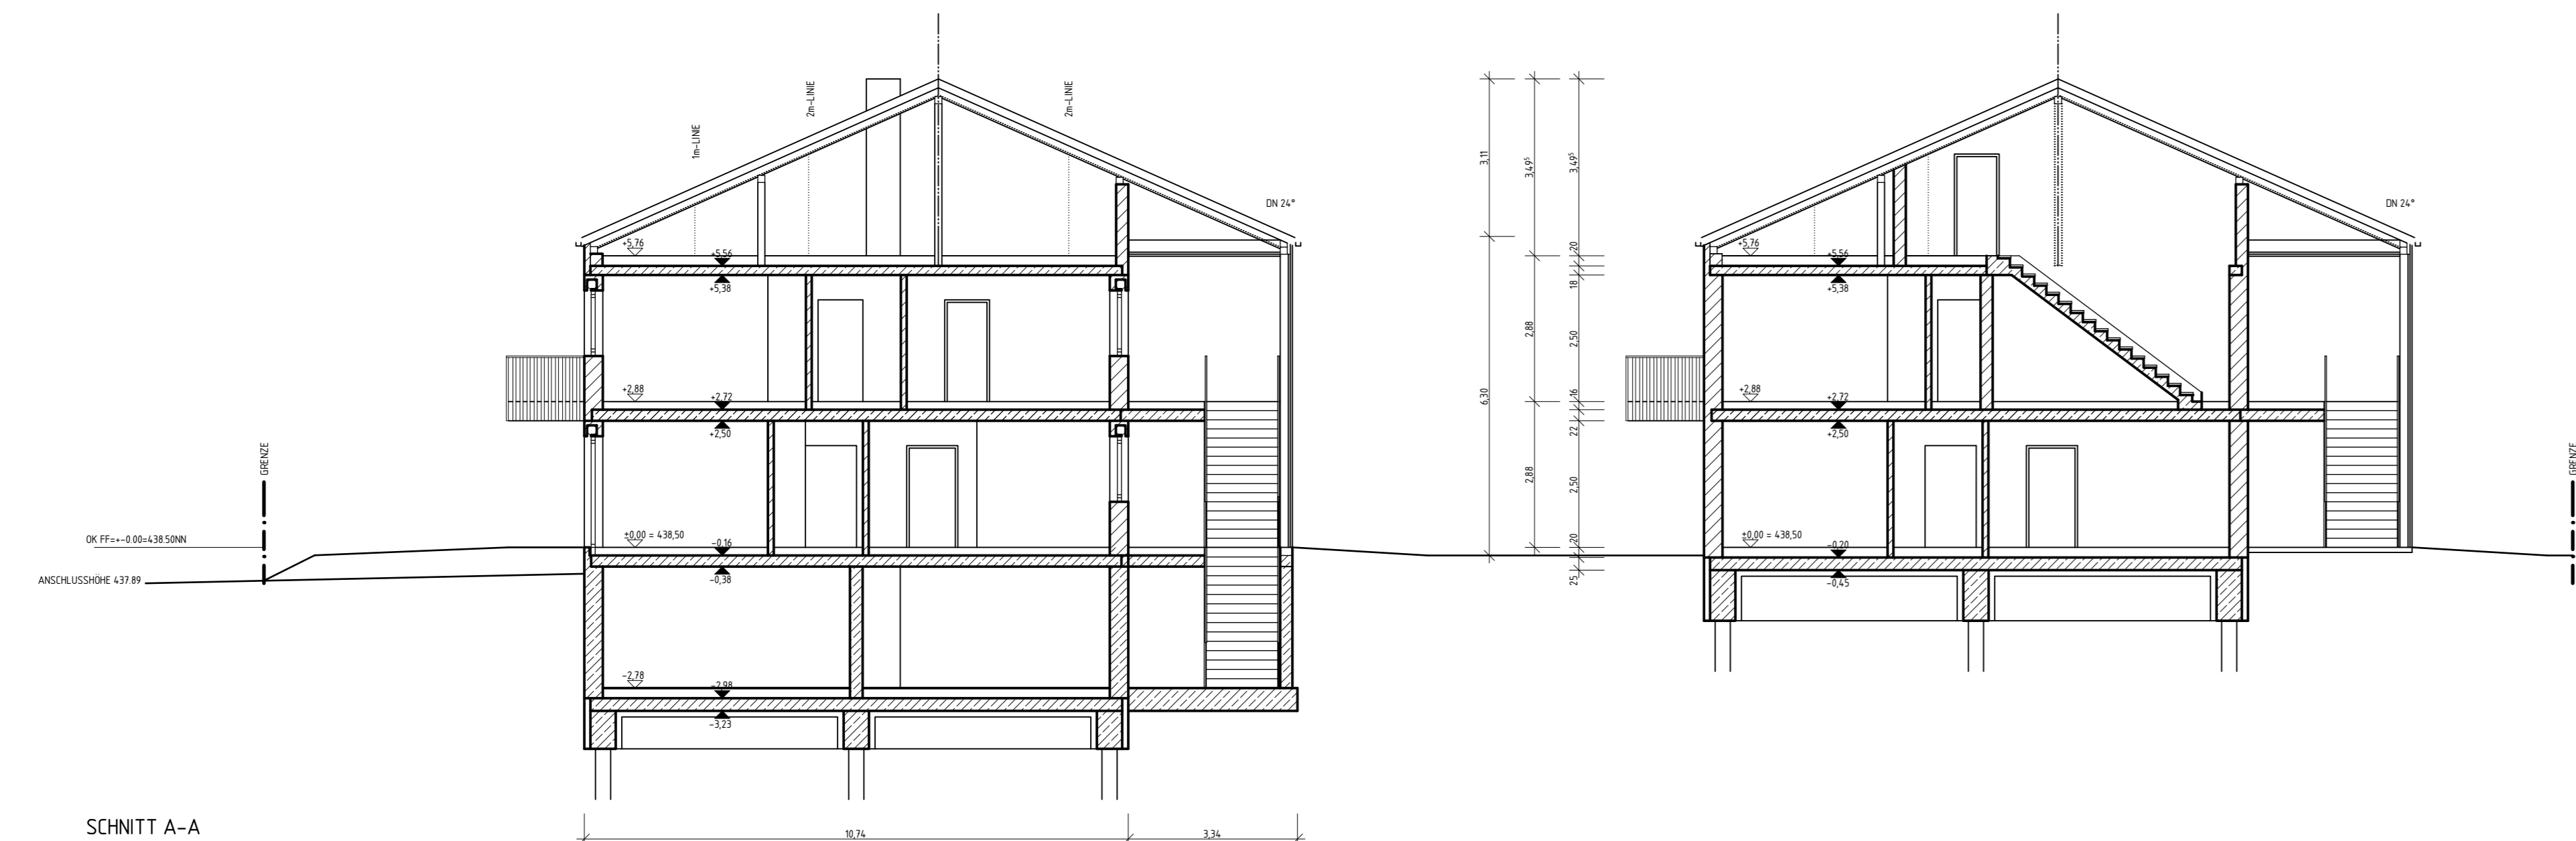 2m-LINIE
2m-LINIE
1m-LINIE
DN 24°
+5,76
+5,56
+5,38
+2,88
+2,72
+2,50
GRENZE
OK FF=+-0.00=438.50NN
±0,00 = 438,50
-0,16
-0,38
ANSCHLUSSHÖHE 437.89
-2,78
-2,98
-3,23
SCHNITT A-A
10,74
3,34
3,11
6,30
3,49⁵
2,88
2,88
3,49⁵
20
18
2,50
16
22
2,50
20
25
DN 24°
+5,76
+5,56
+5,38
+2,88
+2,72
+2,50
±0,00 = 438,50
-0,20
-0,45
GRENZE